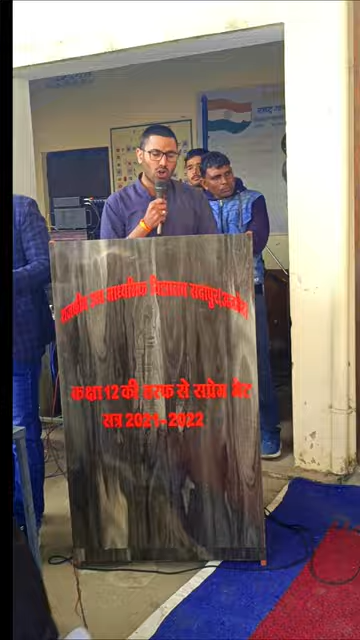 राजकीय उच्च माध्यमिक विद्यालय
कक्षा 12 की तरफ से सप्रेम भेंट
सत्र 2021-2022